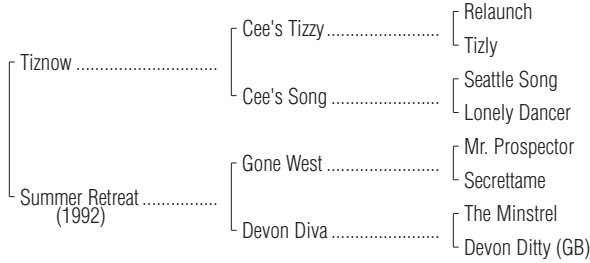 Relaunch
Cee's Tizzy ........................
Tizly
Tiznow ..............................
Seattle Song
Cee's Song .......................
Lonely Dancer
Mr. Prospector
Gone West ........................
Secrettame
Summer Retreat ................
(1992)
The Minstrel
Devon Diva .......................
Devon Ditty (GB)